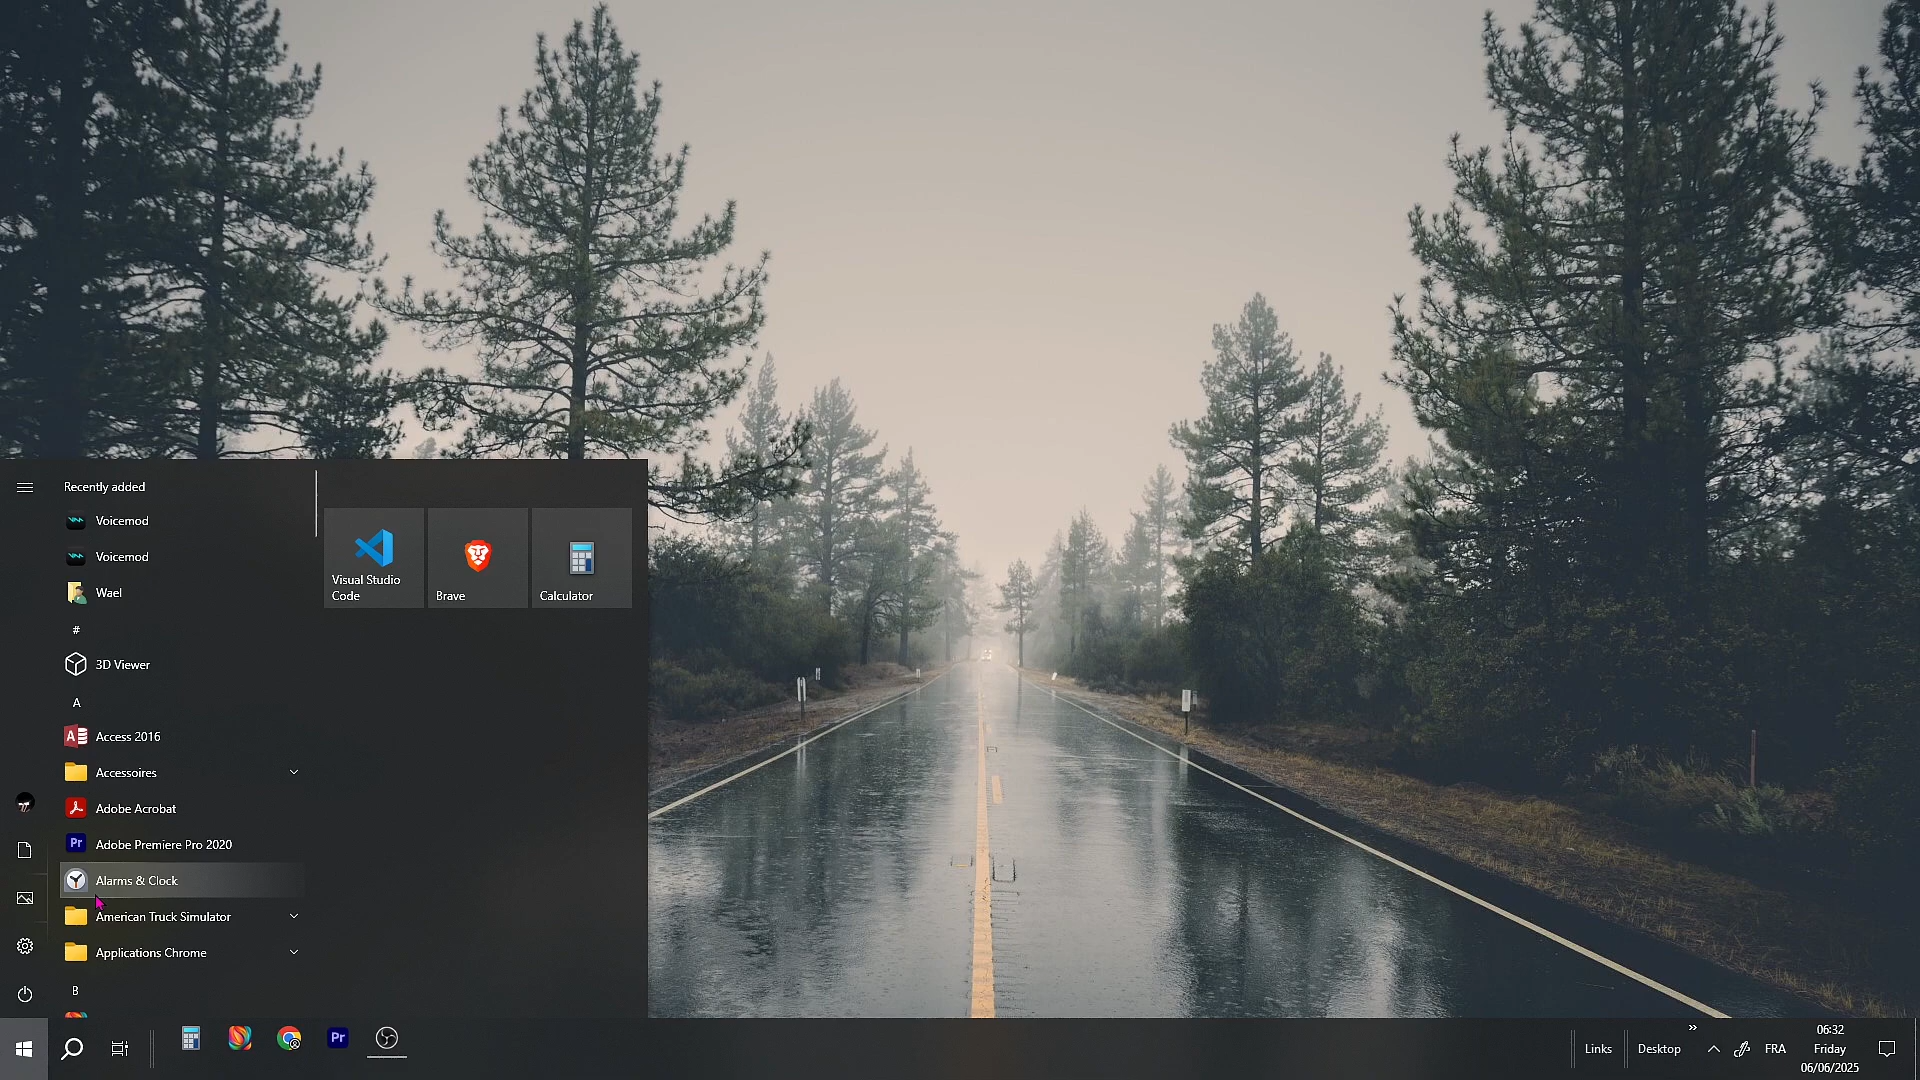 Recently added
Voicemod
Voicemod
Wael
#
3D Viewer
A
Access 2016
Accessoires
Adobe Acrobat
Adobe Premiere Pro 2020
Alarms & Clock
American Truck Simulator
Applications Chrome
B
Visual Studio
Code
Brave
Calculator
Pr
Links
Desktop
FRA
06:32
Friday
06/06/2025